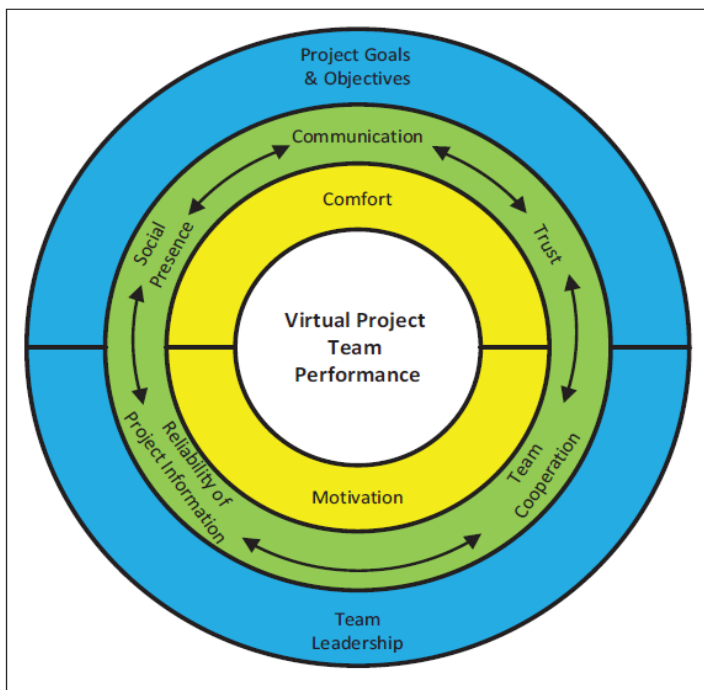 Project Goals
& Objectives
Communication
Comfort
Social
Presence
Trust
Virtual Project
Team
Performance
Reliability of
Project Information
Team
Cooperation
Motivation
Team
Leadership